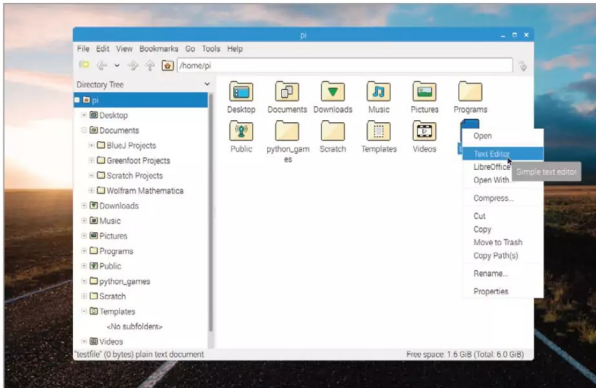 pi
File Edit View Bookmarks Go Tools Help
/home/pi
Directory Tree
pi
Desktop
Documents
BlueJ Projects
Greenfoot Projects
Scratch Projects
Wolfram Mathematica
Downloads
Music
Pictures
Programs
Public
python_games
Scratch
Templates
<No subfolders>
Videos
Desktop Documents Downloads Music Pictures Programs
Public python_gam Scratch Templates Videos
es
Open
Text Editor
LibreOffice
Simple text editor
Open With...
Compress...
Cut
Copy
Move to Trash
Copy Path(s)
Rename...
Properties
"testfile" (0 bytes) plain text document Free space: 1.6 GiB (Total: 6.0 GiB)